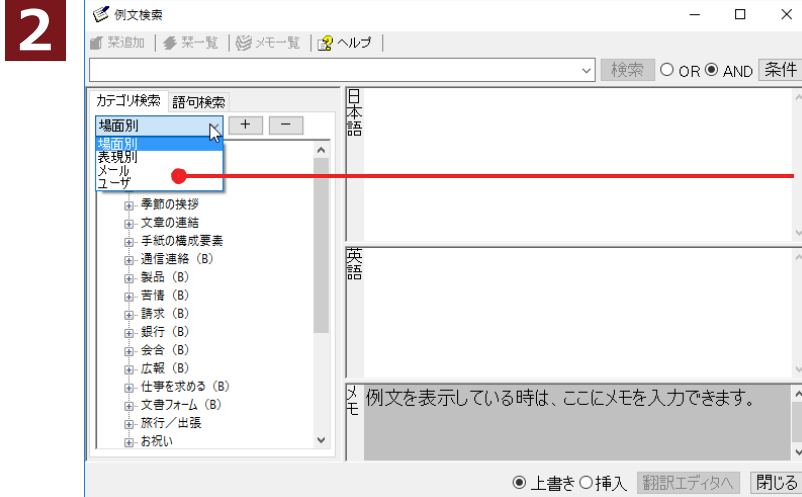 2
例文検索
栞追加 栞一覧 メモ一覧 ヘルプ
検索 OR AND 条件
カテゴリ検索 語句検索
場面別 + -
場面別
表現別
メール
ユーザ
季節の挨拶
文章の連結
手紙の構成要素
通信連絡（B）
製品（B）
苦情（B）
請求（B）
銀行（B）
会合（B）
広報（B）
仕事を求める（B）
文書フォーム（B）
旅行／出張
お祝い
日本語
英語
メモ
例文を表示している時は、ここにメモを入力できます。
上書き 挿入 翻訳エディタへ 閉じる